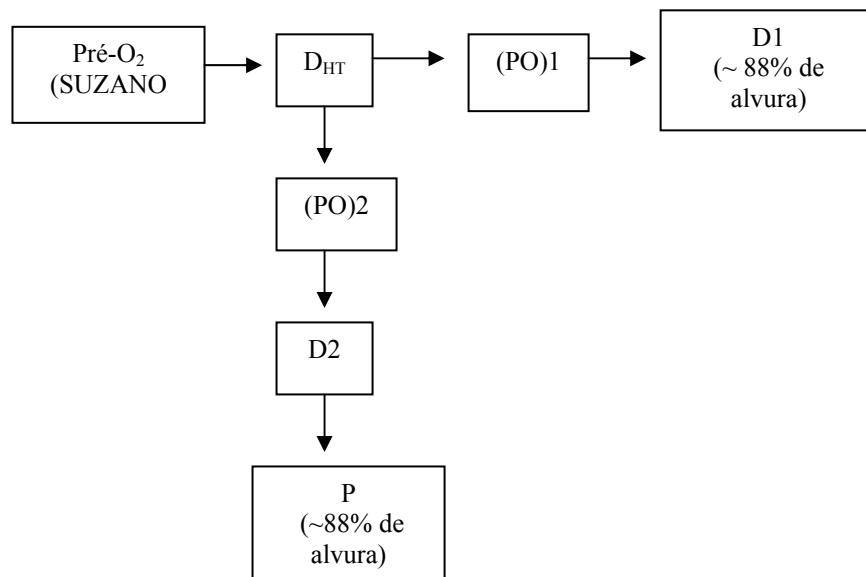 Pré-O₂
(SUZANO
D_HT
(PO)1
D1
(~ 88% de
alvura)
(PO)2
D2
P
(~88% de
alvura)